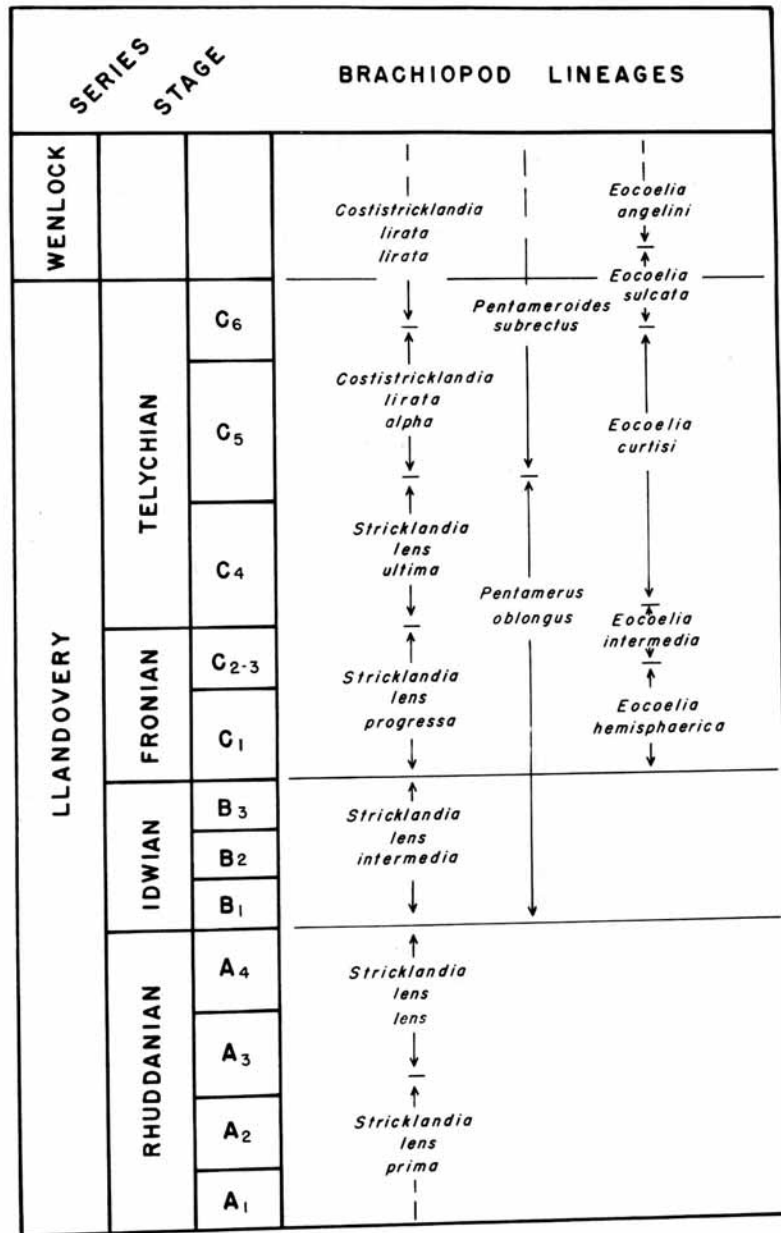 SERIES
STAGE
BRACHIOPOD LINEAGES
WENLOCK
LLANDOVERY
TELYCHIAN
FRONIAN
IDWIAN
RHUDDANIAN
C6
C5
C4
C2-3
C1
B3
B2
B1
A4
A3
A2
A1
Costistricklandia
lirata
lirata
Costistricklandia
lirata
alpha
Stricklandia
lens
ultima
Stricklandia
lens
progressa
Stricklandia
lens
intermedia
Stricklandia
lens
lens
Stricklandia
lens
prima
Pentameroides
subrectus
Pentamerus
oblongus
Eocoelia
angelini
Eocoelia
sulcata
Eocoelia
curtisi
Eocoelia
intermedia
Eocoelia
hemisphaerica